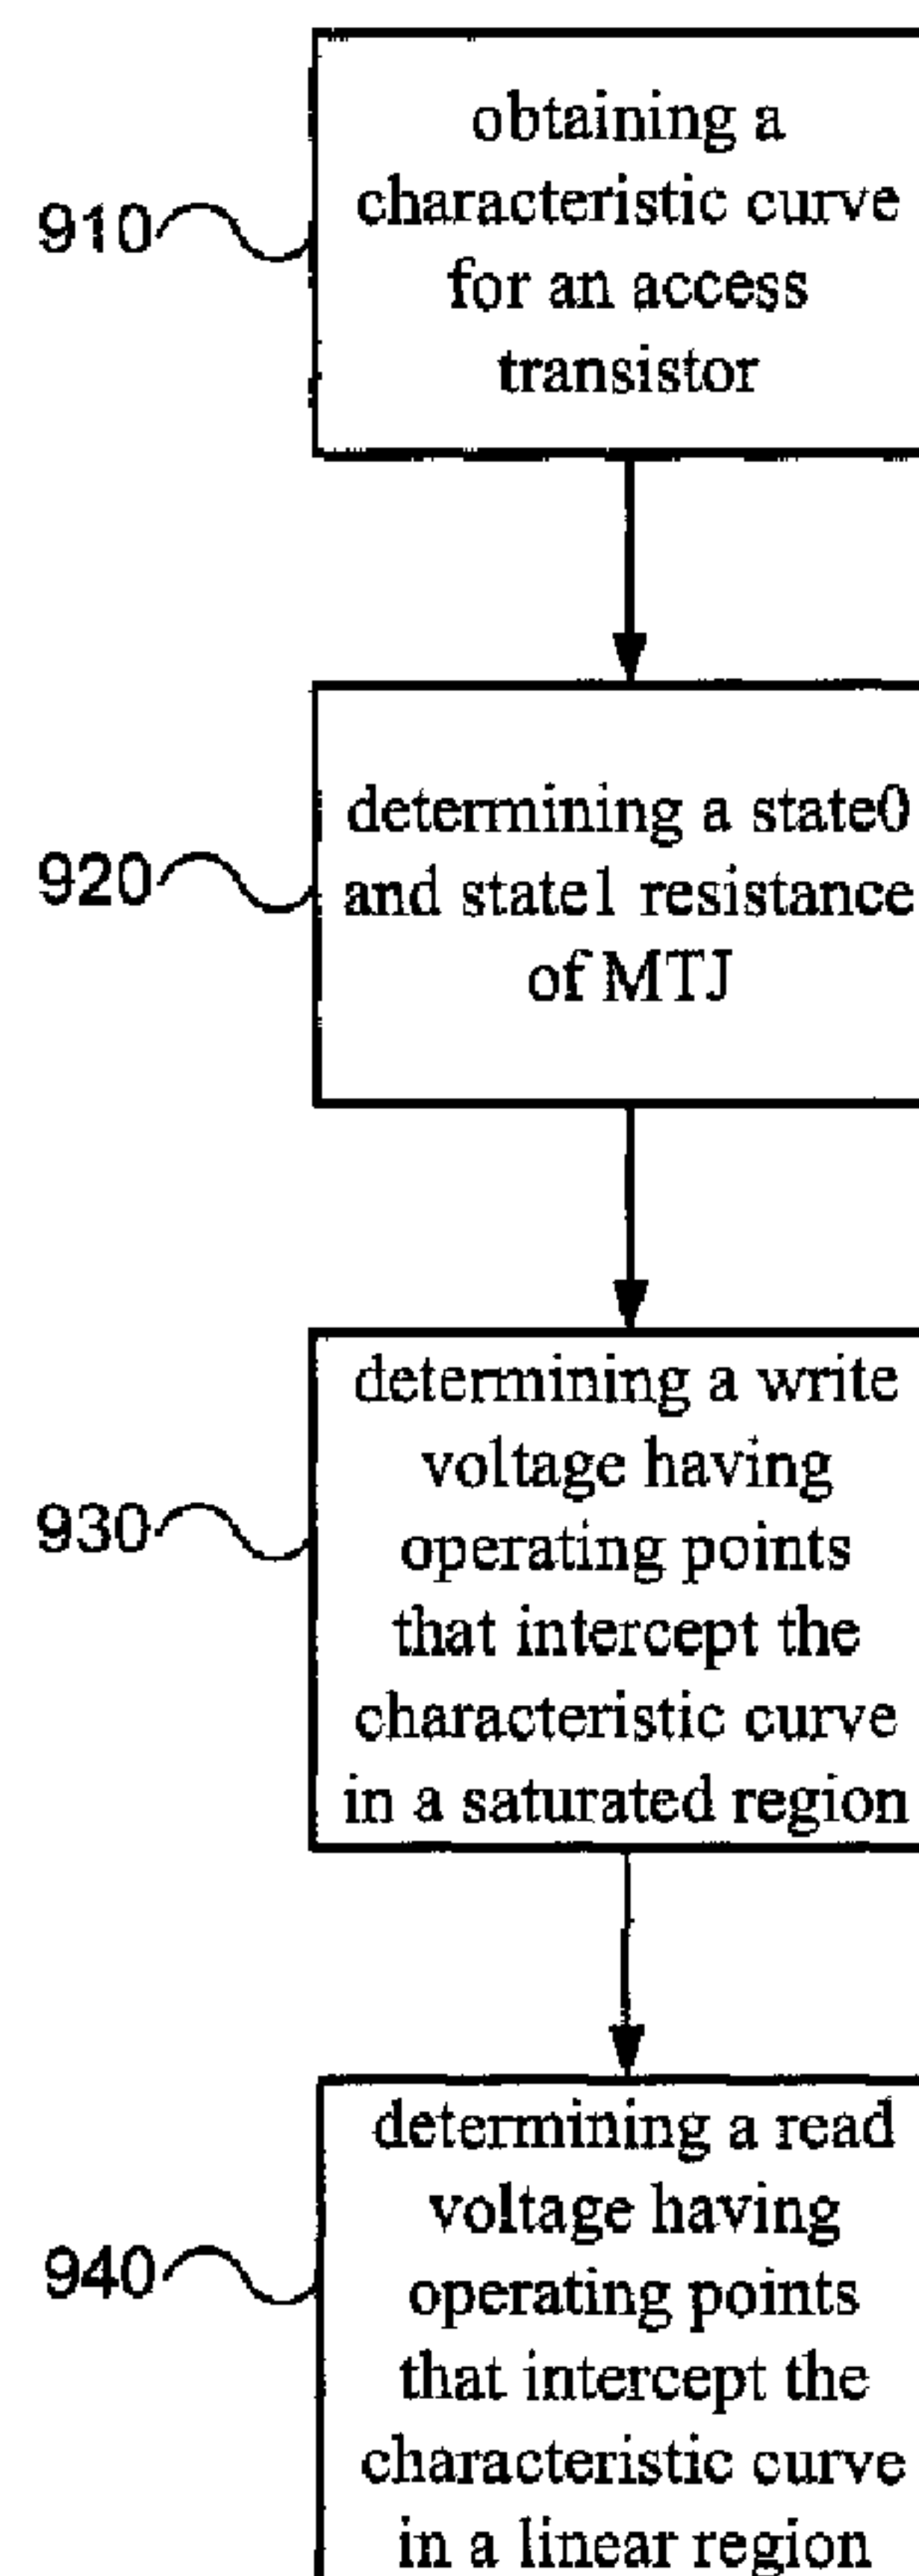 obtaining a
characteristic curve
910
for an access
transistor
determining a state0
920
and state1 resistance
of MTJ
determining a write
voltage having
930
operating points
that intercept the
characteristic curve
in a saturated region
determining a read
voltage having
940
operating points
that intercept the
characteristic curve
in a linear region